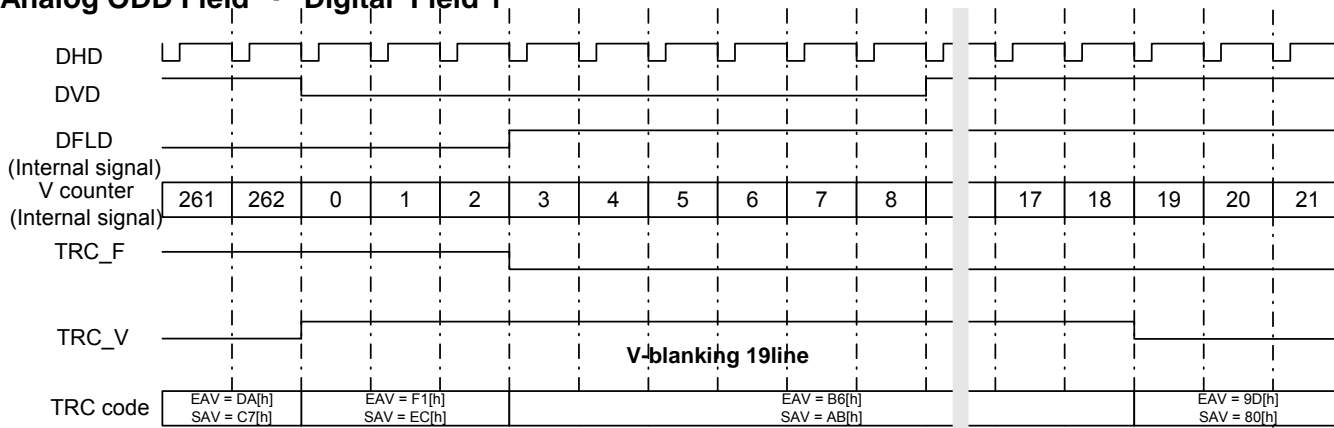 Analog ODD Field - Digital Field 1
DHD
DVD
DFLD
(Internal signal)
V counter
(Internal signal)
261 262 0 1 2 3 4 5 6 7 8 17 18 19 20 21
TRC_F
TRC_V
V-blanking 19line
TRC code
EAV = DA[h]
SAV = C7[h]
EAV = F1[h]
SAV = EC[h]
EAV = B6[h]
SAV = AB[h]
EAV = 9D[h]
SAV = 80[h]